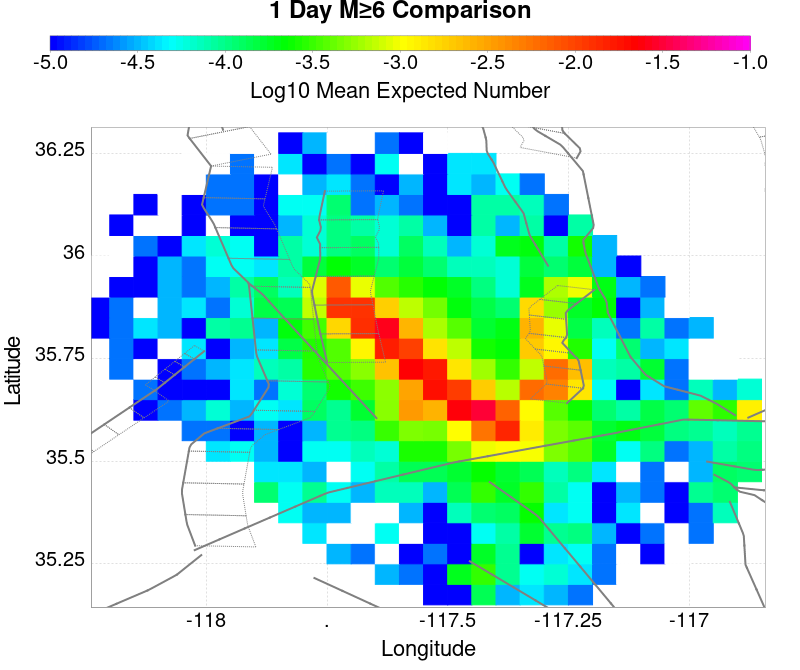 1 Day M≥6 Comparison
-5.0 -4.5 -4.0 -3.5 -3.0 -2.5 -2.0 -1.5 -1.0
Log10 Mean Expected Number
36.25
36
35.75
35.5
35.25
Latitude
-118 . -117.5 -117.25 -117
Longitude